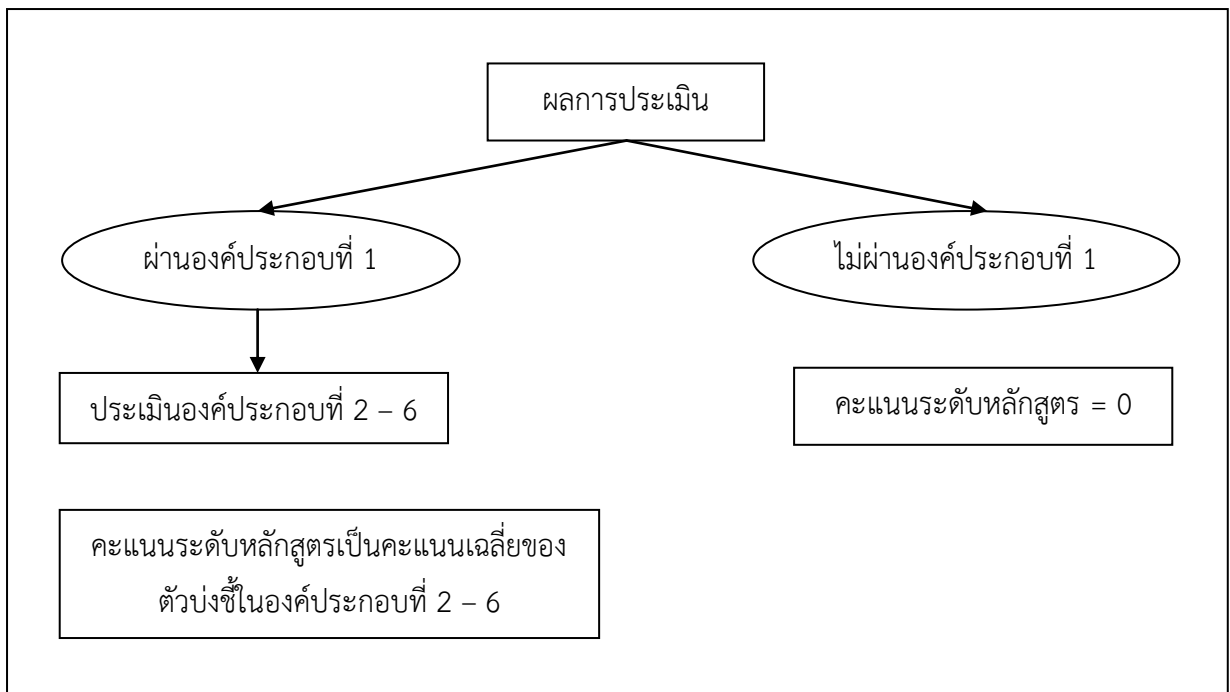 ผลการประเมิน
ผ่านองค์ประกอบที่ 1
ไม่ผ่านองค์ประกอบที่ 1
ประเมินองค์ประกอบที่ 2 – 6
คะแนนระดับหลักสูตร = 0
คะแนนระดับหลักสูตรเป็นคะแนนเฉลี่ยของ
ตัวบ่งชี้ในองค์ประกอบที่ 2 – 6